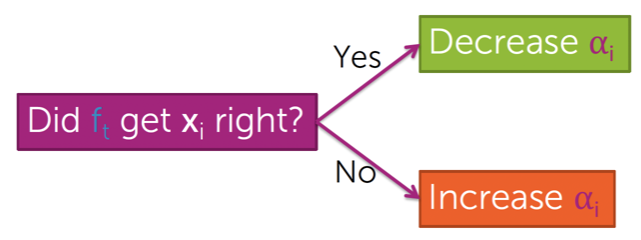 Yes
Decrease αᵢ
Did fₜ get xᵢ right?
No
Increase αᵢ